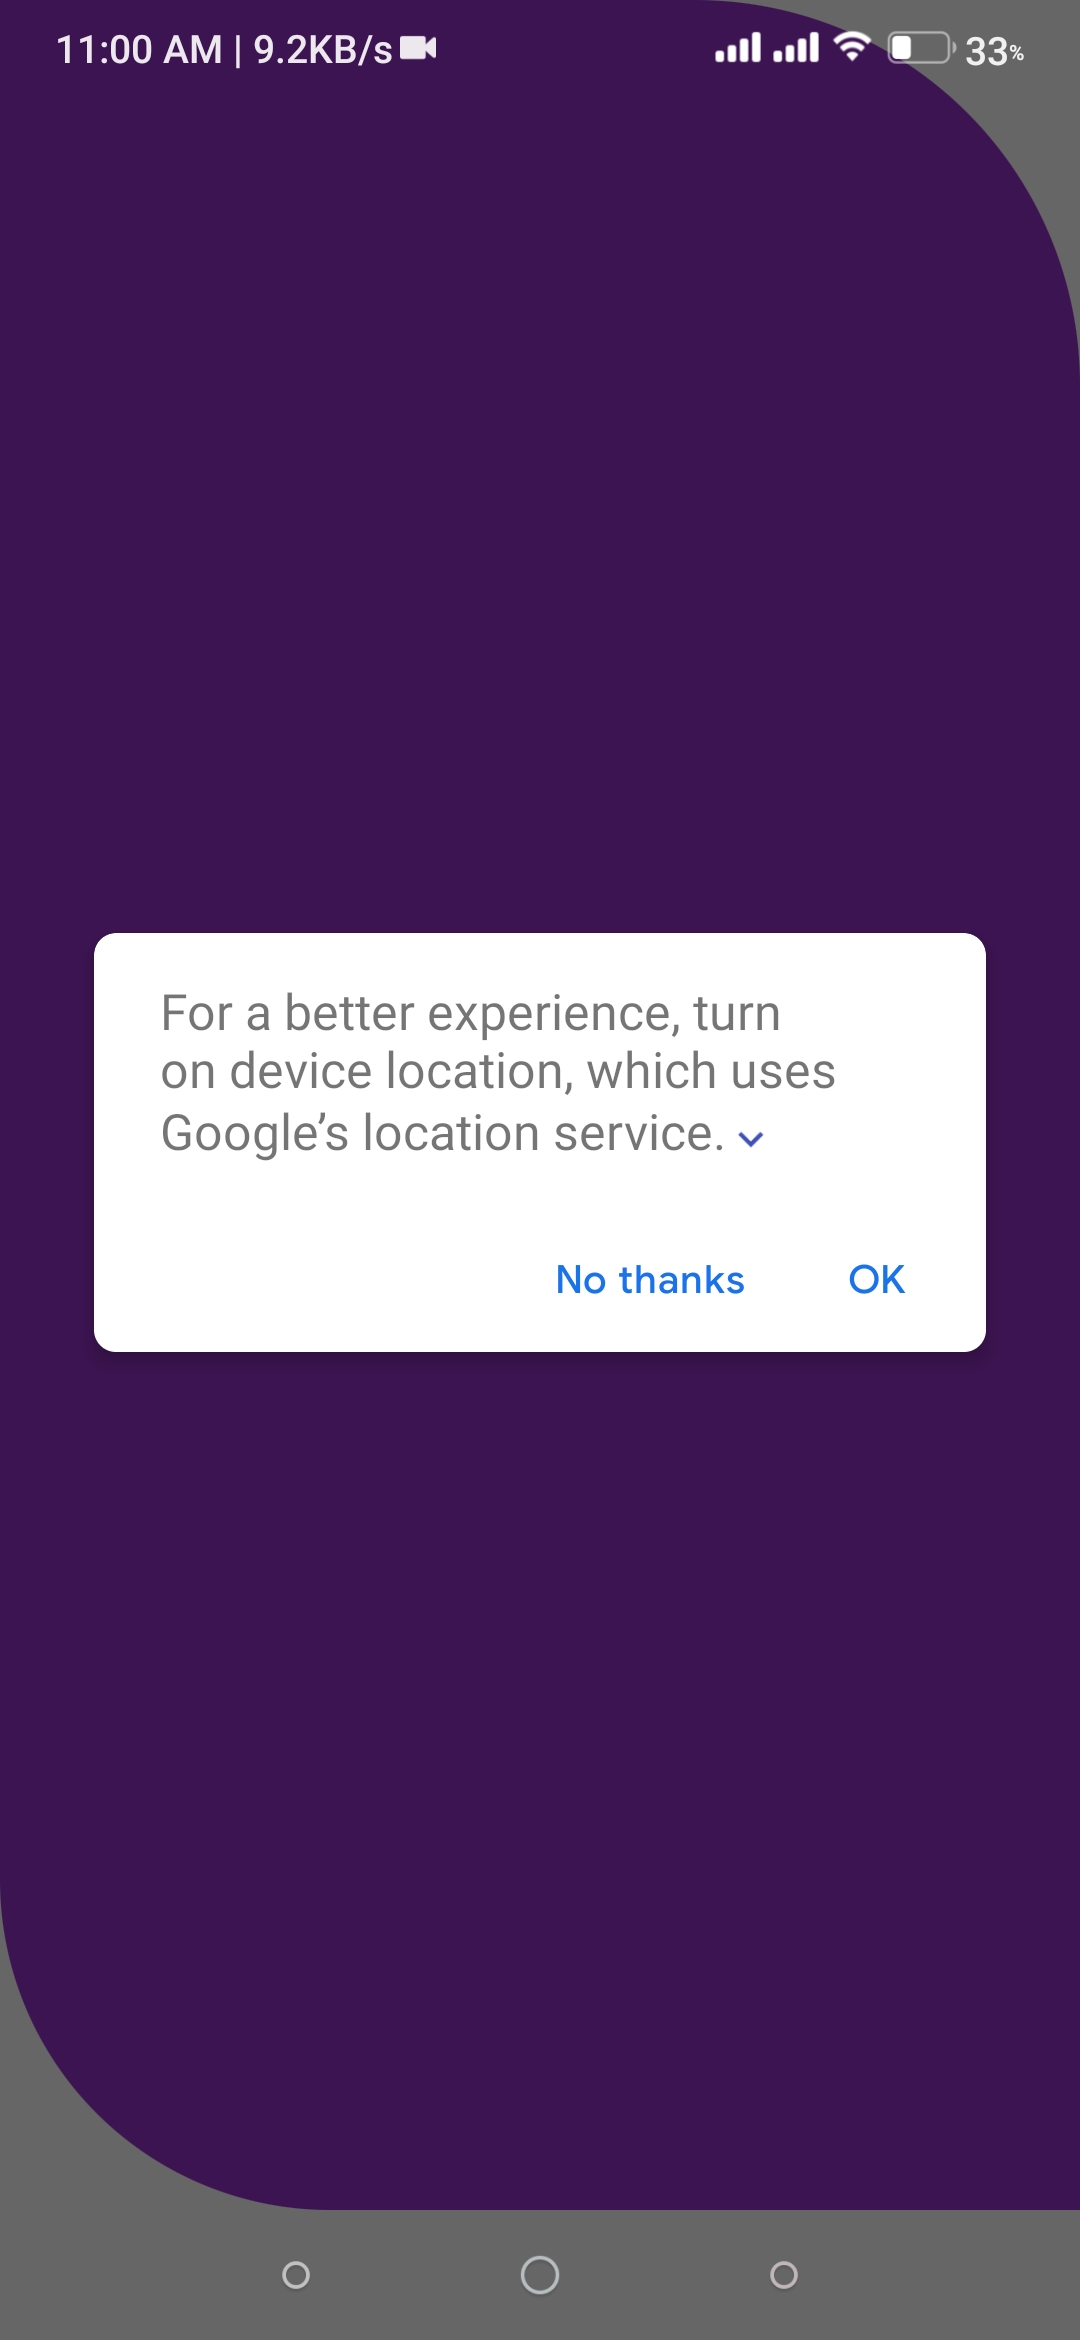 11:00 AM | 9.2KB/s 33%
For a better experience, turn
on device location, which uses
Google’s location service.
No thanks OK